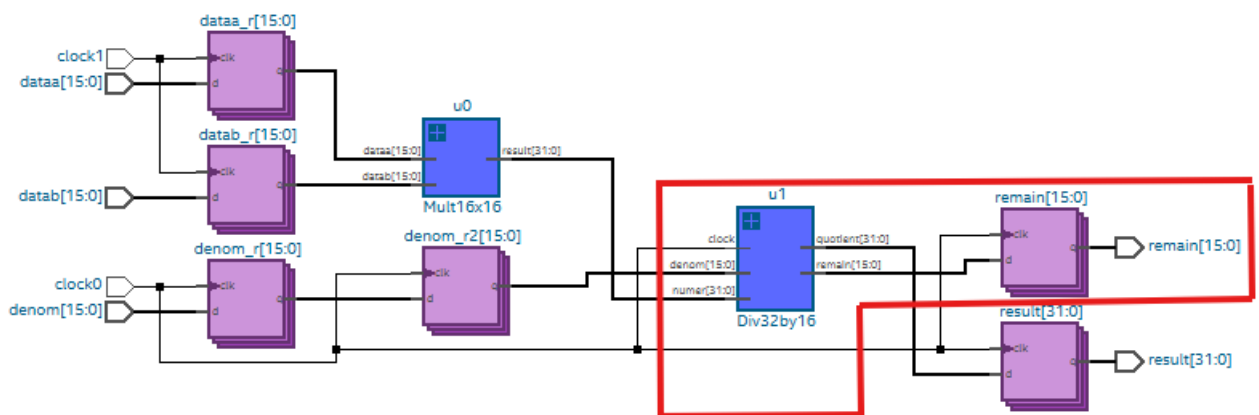 dataa_r[15:0]
clock1
clk
dataa[15:0]
d
q
u0
datab_r[15:0]
clk
dataa[15:0]
result[31:0]
datab[15:0]
d
q
datab[15:0]
Mult16x16
u1
remain[15:0]
denom_r[15:0]
denom_r2[15:0]
clock
quotient[31:0]
clk
q
remain[15:0]
clock0
clk
clk
denom[15:0]
remain[15:0]
d
denom[15:0]
d
q
d
q
numer[31:0]
Div32by16
result[31:0]
clk
q
result[31:0]
d